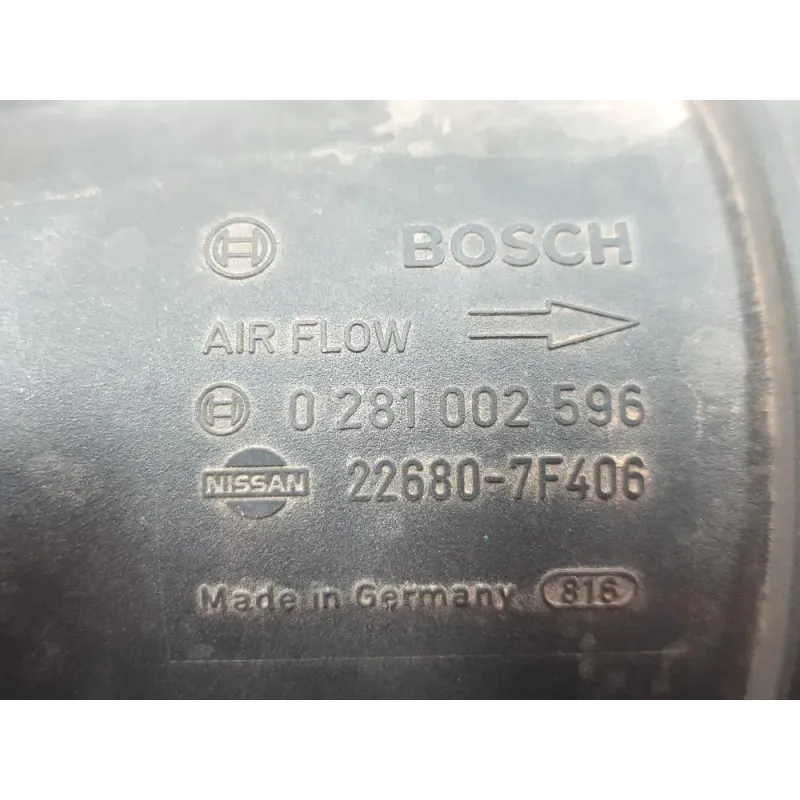 BOSCH
AIR FLOW
0 281 002 596
NISSAN 22680-7F406
Made in Germany 816